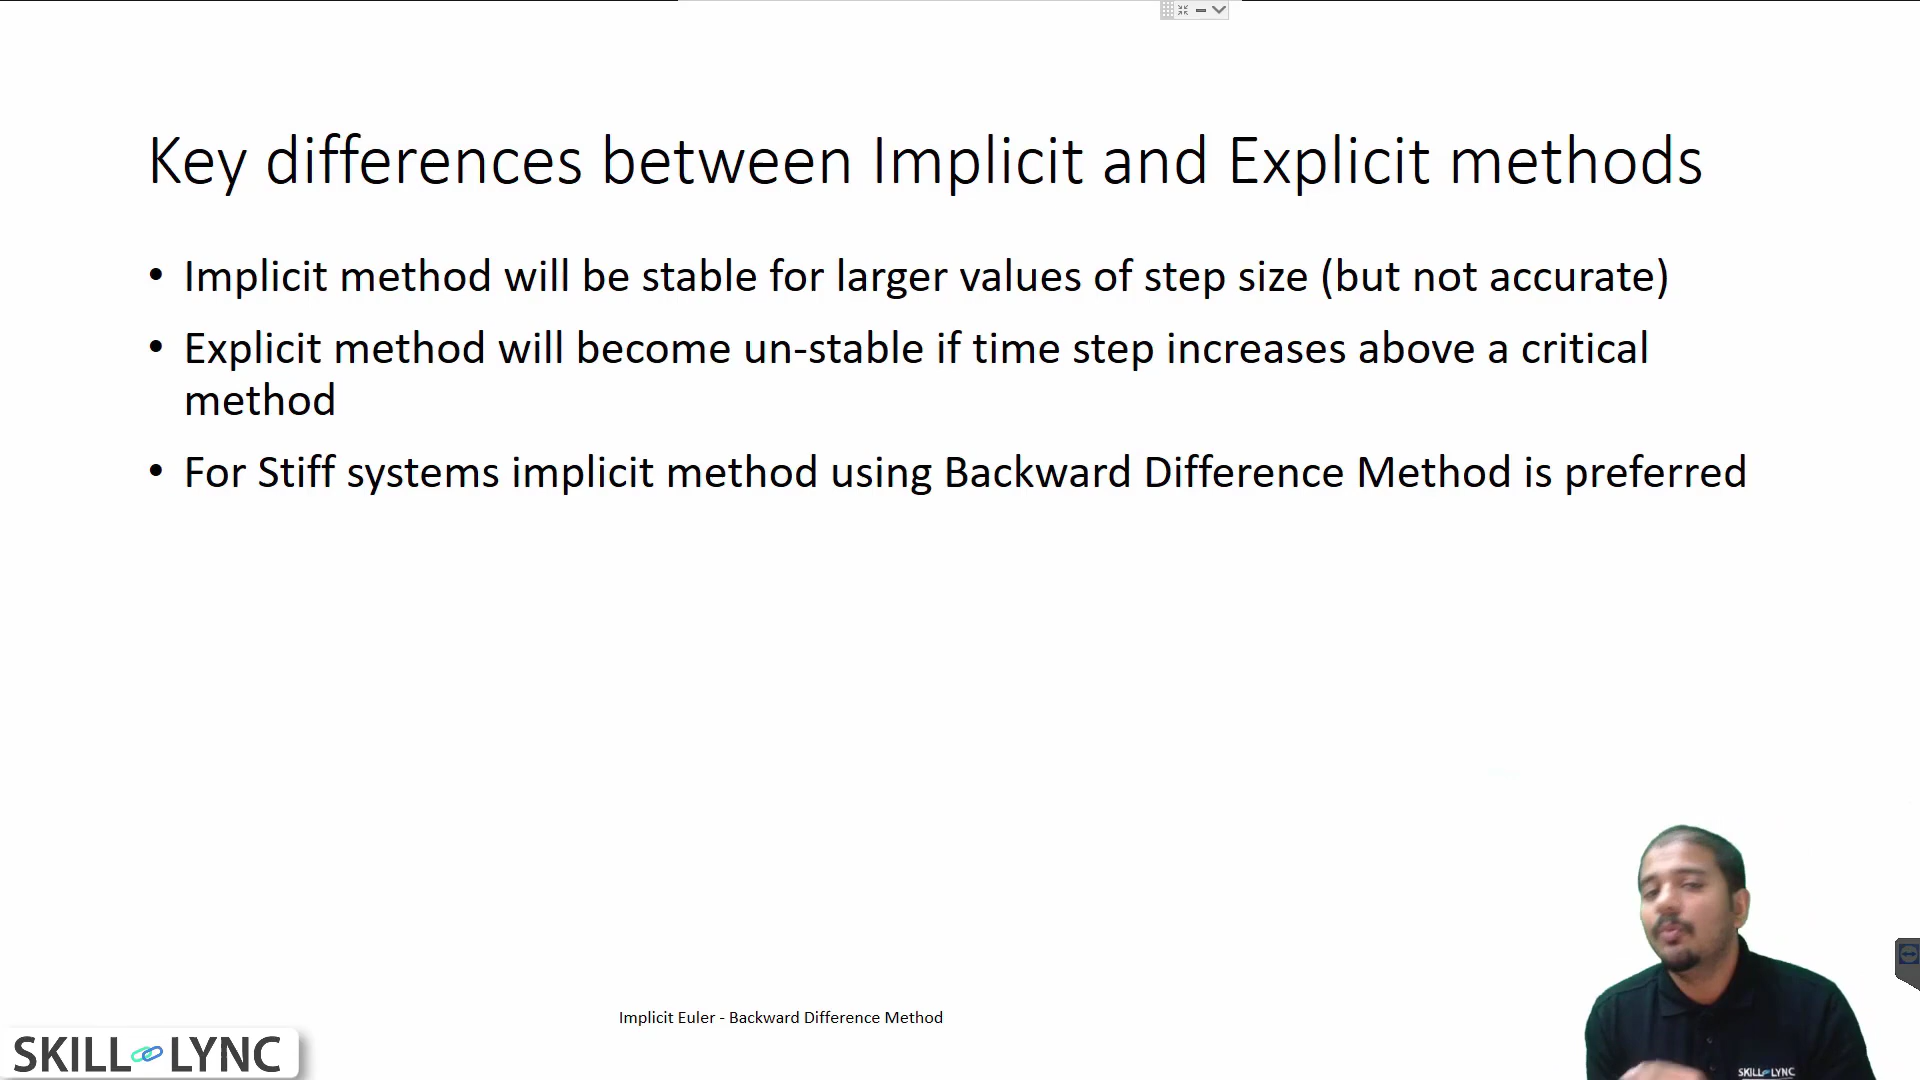 Key differences between Implicit and Explicit methods
• Implicit method will be stable for larger values of step size (but not accurate)
• Explicit method will become un-stable if time step increases above a critical
method
• For Stiff systems implicit method using Backward Difference Method is preferred
Implicit Euler - Backward Difference Method
SKILL LYNC
SKILL LYNC